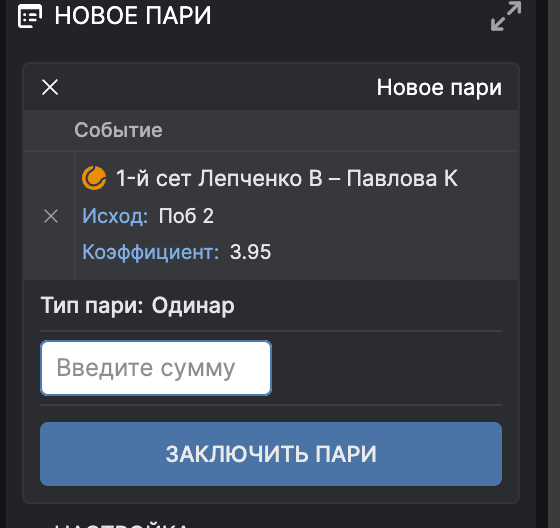 НОВОЕ ПАРИ
Новое пари
Событие
1-й сет Лепченко В – Павлова К
Исход: Поб 2
Коэффициент: 3.95
Тип пари: Одинар
Введите сумму
ЗАКЛЮЧИТЬ ПАРИ
НАСТРОЙКА